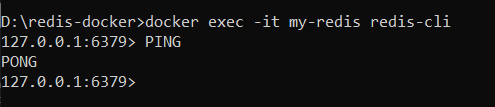 D:\redis-docker>docker exec -it my-redis redis-cli
127.0.0.1:6379> PING
PONG
127.0.0.1:6379>